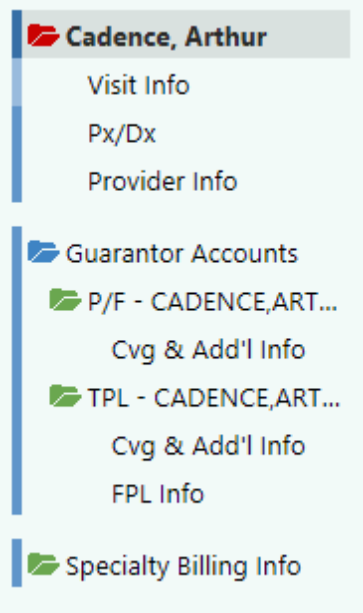 Cadence, Arthur
Visit Info
Px/Dx
Provider Info
Guarantor Accounts
P/F - CADENCE,ART...
Cvg & Add'l Info
TPL - CADENCE,ART...
Cvg & Add'l Info
FPL Info
Specialty Billing Info